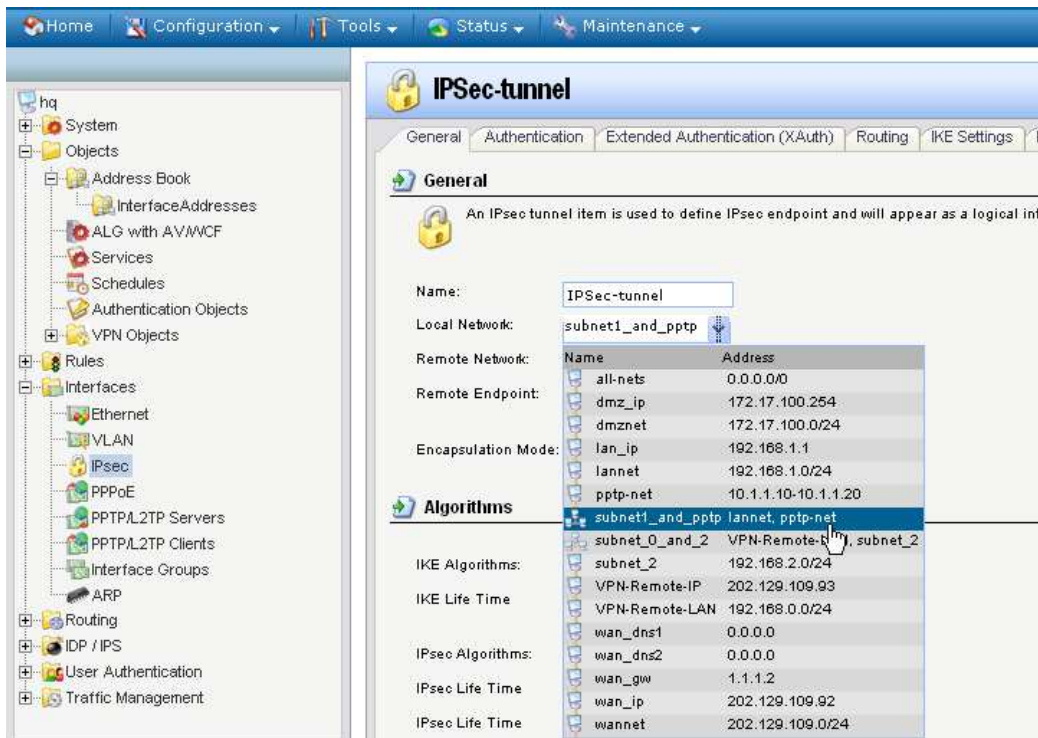 Home Configuration Tools Status Maintenance
hq
System
Objects
Address Book
InterfaceAddresses
ALG with AV/WCF
Services
Schedules
Authentication Objects
VPN Objects
Rules
Interfaces
Ethernet
VLAN
IPsec
PPPoE
PPTP/L2TP Servers
PPTP/L2TP Clients
Interface Groups
ARP
Routing
IDP / IPS
User Authentication
Traffic Management
IPSec-tunnel
General Authentication Extended Authentication (XAuth) Routing IKE Settings
General
An IPsec tunnel item is used to define IPsec endpoint and will appear as a logical
Name: IPSec-tunnel
Local Network: subnet1_and_pptp
Remote Network:
Remote Endpoint:
Encapsulation Mode:
Name Address
all-nets 0.0.0.0/0
dmz_ip 172.17.100.254
dmznet 172.17.100.0/24
lan_ip 192.168.1.1
lannet 192.168.1.0/24
pptp-net 10.1.1.10-10.1.1.20
subnet1_and_pptp lannet, pptp-net
subnet_0_and_2 subnet_2
subnet_2 192.168.2.0/24
VPN-Remote-IP 202.129.109.93
VPN-Remote-LAN 192.168.0.0/24
wan_dns1 0.0.0.0
wan_dns2 0.0.0.0
wan_gw 1.1.1.2
wan_ip 202.129.109.92
wannet 202.129.109.0/24
Algorithms
IKE Algorithms:
IKE Life Time
IPsec Algorithms:
IPsec Life Time
IPsec Life Time